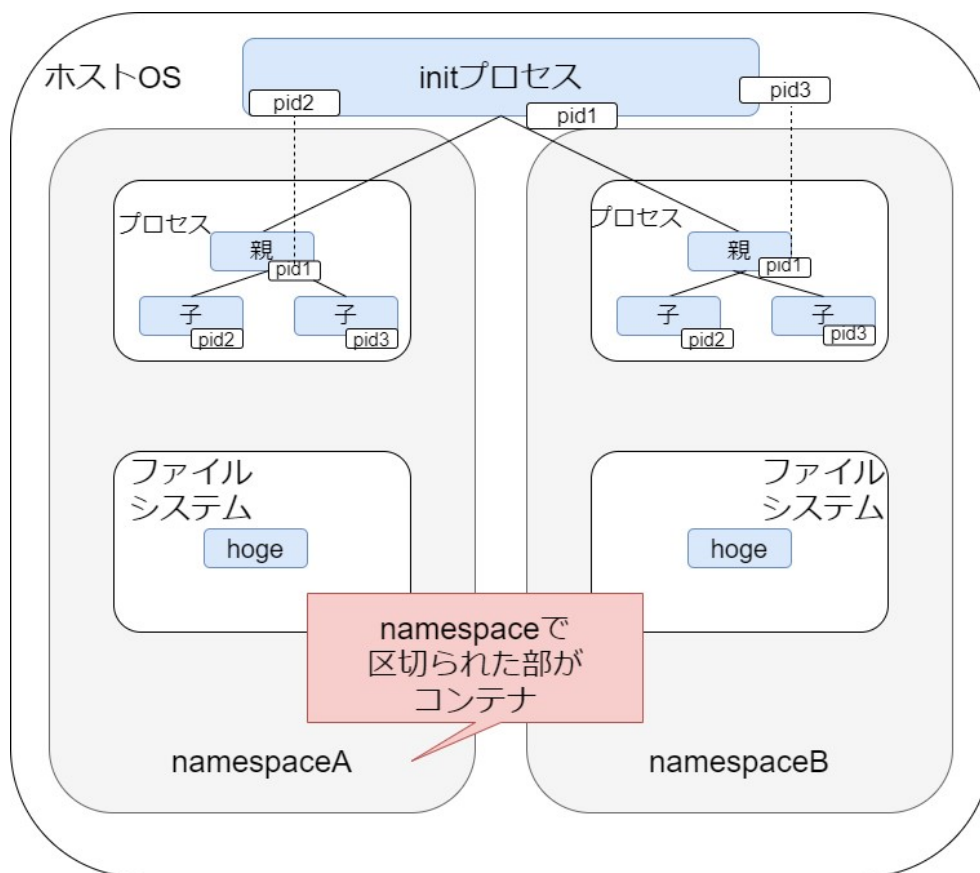 ホストOS
initプロセス
pid2
pid1
pid3
プロセス
親
pid1
子
pid2
子
pid3
プロセス
親
pid1
子
pid2
子
pid3
ファイル
システム
hoge
ファイル
システム
hoge
namespaceで
区切られた部が
コンテナ
namespaceA
namespaceB